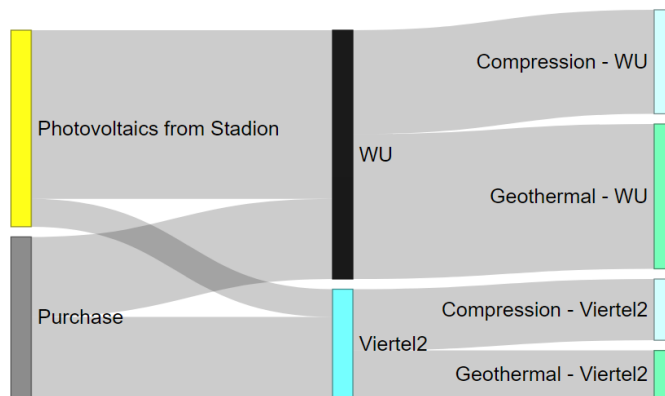 Compression - WU
Photovoltaics from Stadion
WU
Geothermal - WU
Purchase
Compression - Viertel2
Viertel2
Geothermal - Viertel2